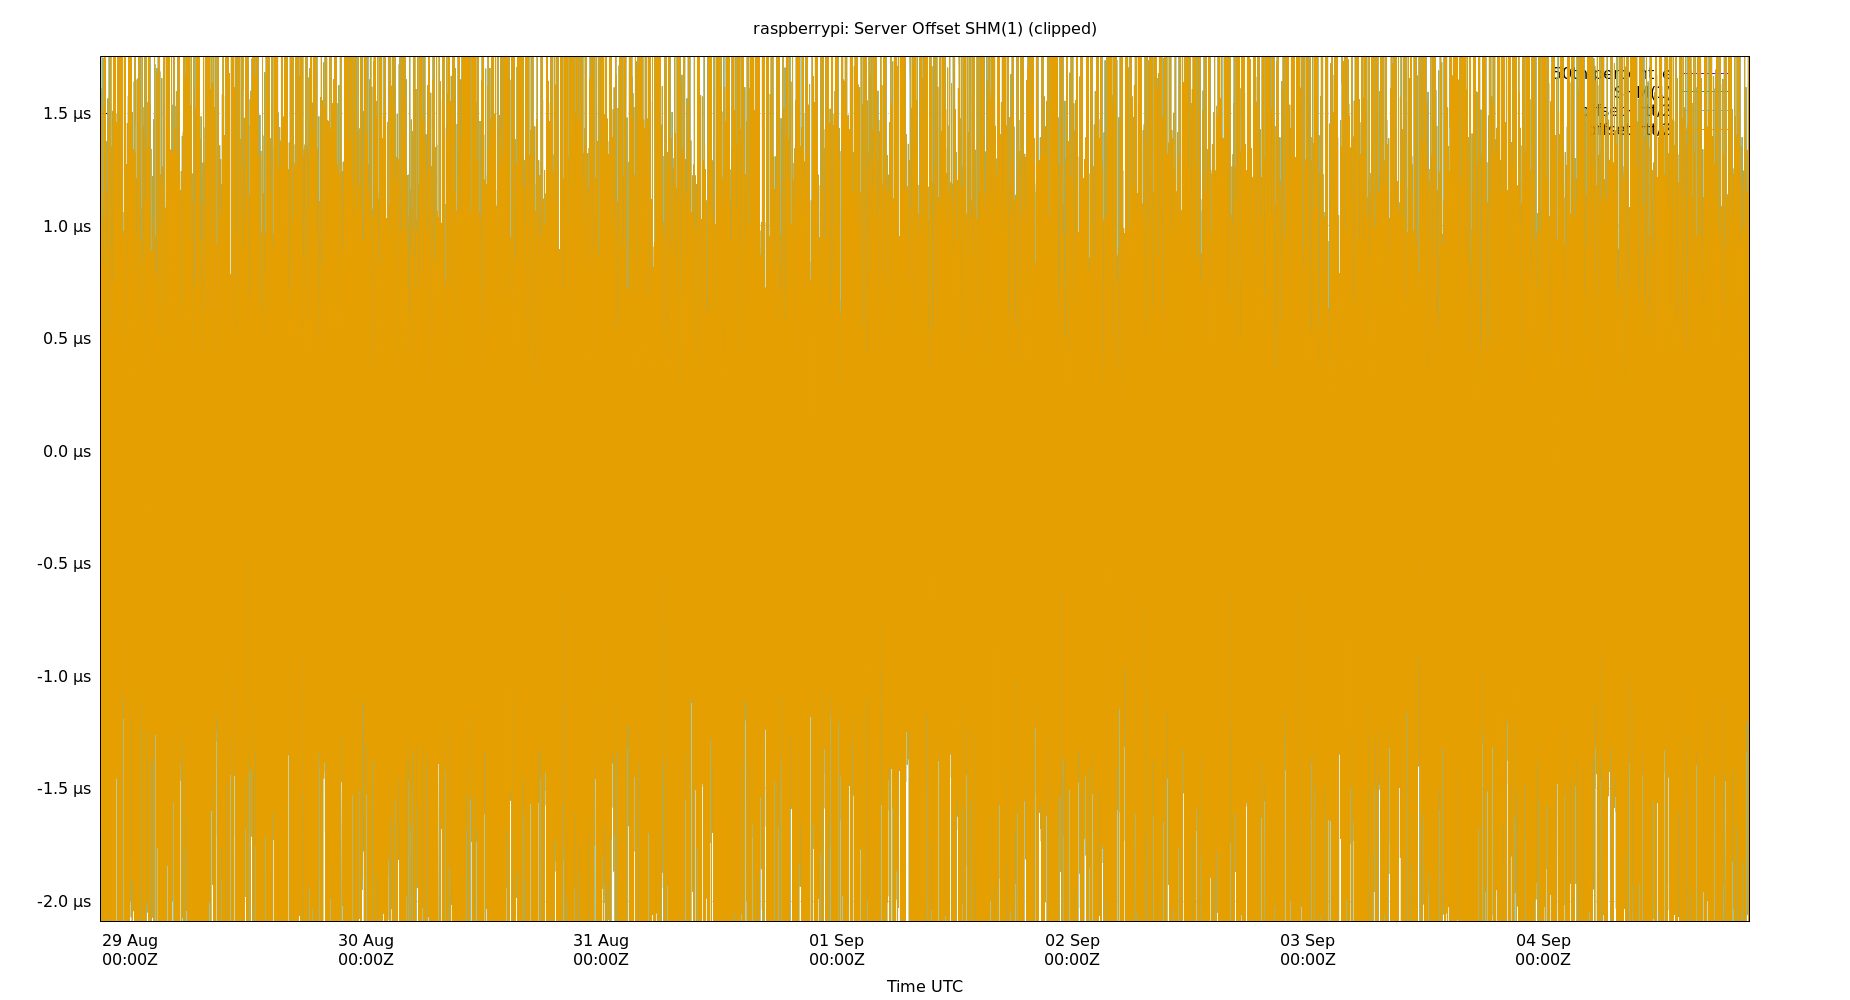 raspberrypi: Server Offset SHM(1) (clipped)
1.5 µs
1.0 µs
0.5 µs
0.0 µs
-0.5 µs
-1.0 µs
-1.5 µs
-2.0 µs
29 Aug 30 Aug 31 Aug 01 Sep 02 Sep 03 Sep 04 Sep
00:00Z 00:00Z 00:00Z 00:00Z 00:00Z 00:00Z 00:00Z
Time UTC